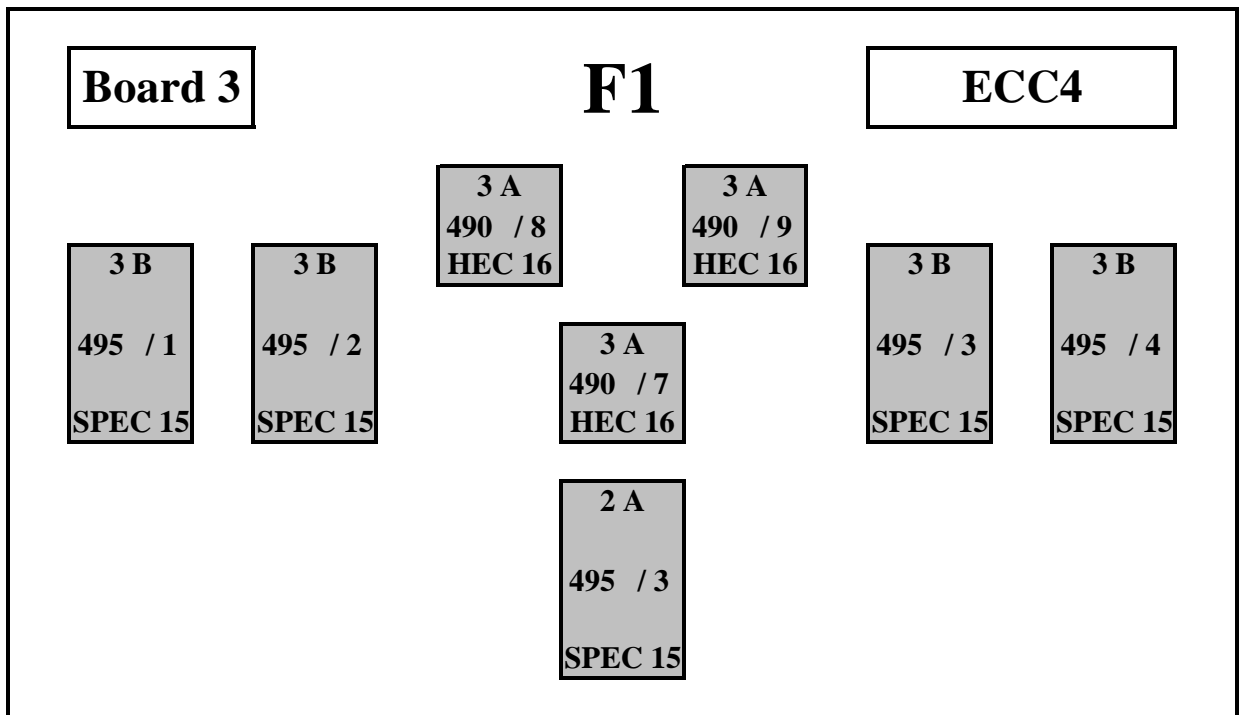 Board 3
F1
ECC4
3 A
490 / 8
HEC 16
3 A
490 / 9
HEC 16
3 B
495 / 1
SPEC 15
3 B
495 / 2
SPEC 15
3 A
490 / 7
HEC 16
3 B
495 / 3
SPEC 15
3 B
495 / 4
SPEC 15
2 A
495 / 3
SPEC 15